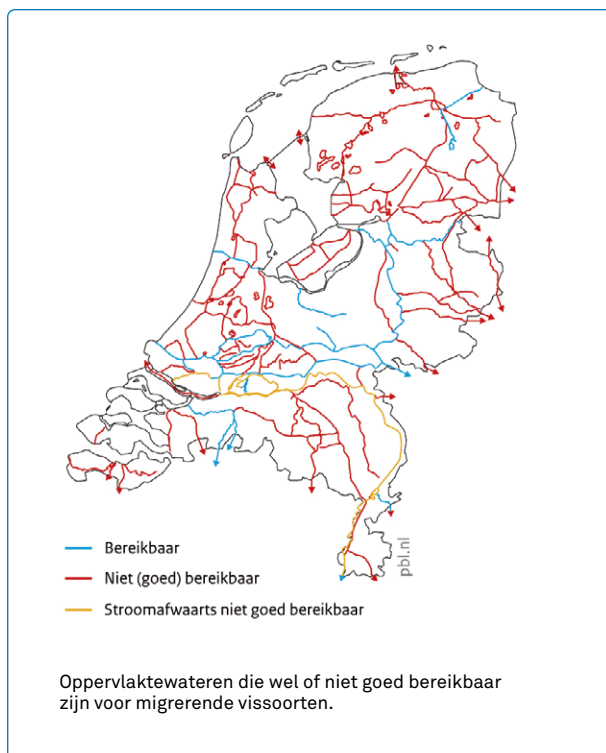 pbl.nl
Bereikbaar
Niet (goed) bereikbaar
Stroomafwaarts niet goed bereikbaar
Oppervlaktewateren die wel of niet goed bereikbaar
zijn voor migrerende vissoorten.